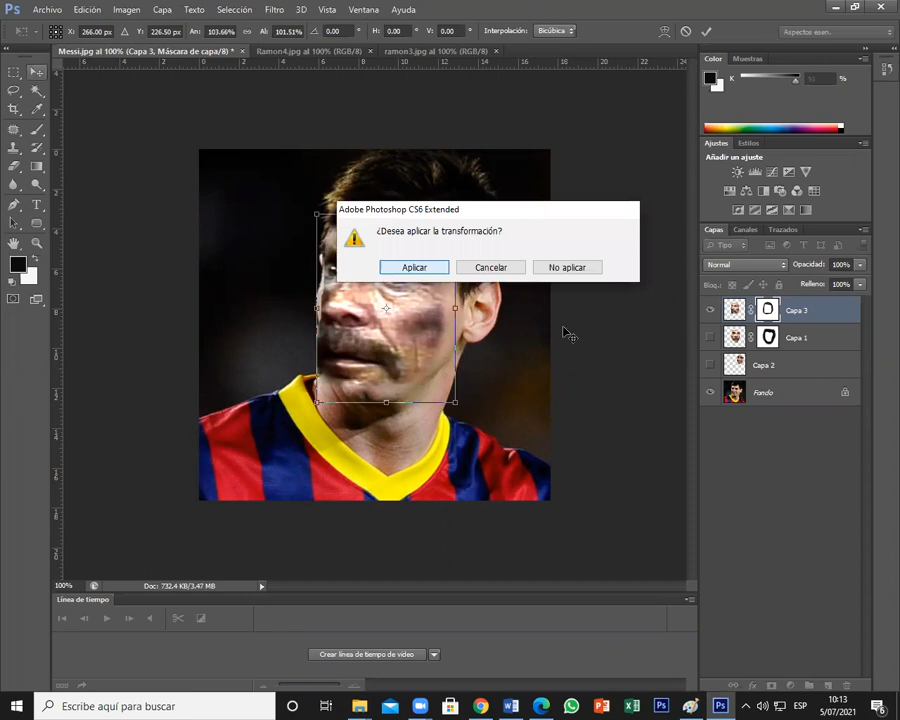 Ps Archivo Edición Imagen Capa Texto Selección Filtro 3D Vista Ventana Ayuda
X: 266.00 px Y: 226.50 px An: 103.66% Al: 101.51% 0.00 ° H: 0.00 ° V: 0.00 ° Interpolación: Bicúbica Aspectos esen...
Messi.jpg al 100% (Capa 3, Máscara de capa/8) * × Ramon4.jpg al 100% (RGB/8) × ramon3.jpg al 100% (RGB/8) ×
Color Muestras
K %
Ajustes Estilos
Añadir un ajuste
Adobe Photoshop CS6 Extended
¿Desea aplicar la transformación?
Aplicar Cancelar No aplicar
Capas Canales Trazados
Tipo
Normal Opacidad: 100%
Bloq.: Relleno: 100%
Capa 3
Capa 1
Capa 2
Fondo
100% Doc: 732.4 KB/3.47 MB
Línea de tiempo
Crear línea de tiempo de vídeo
Escribe aquí para buscar
ESP
10:13
5/07/2021
6